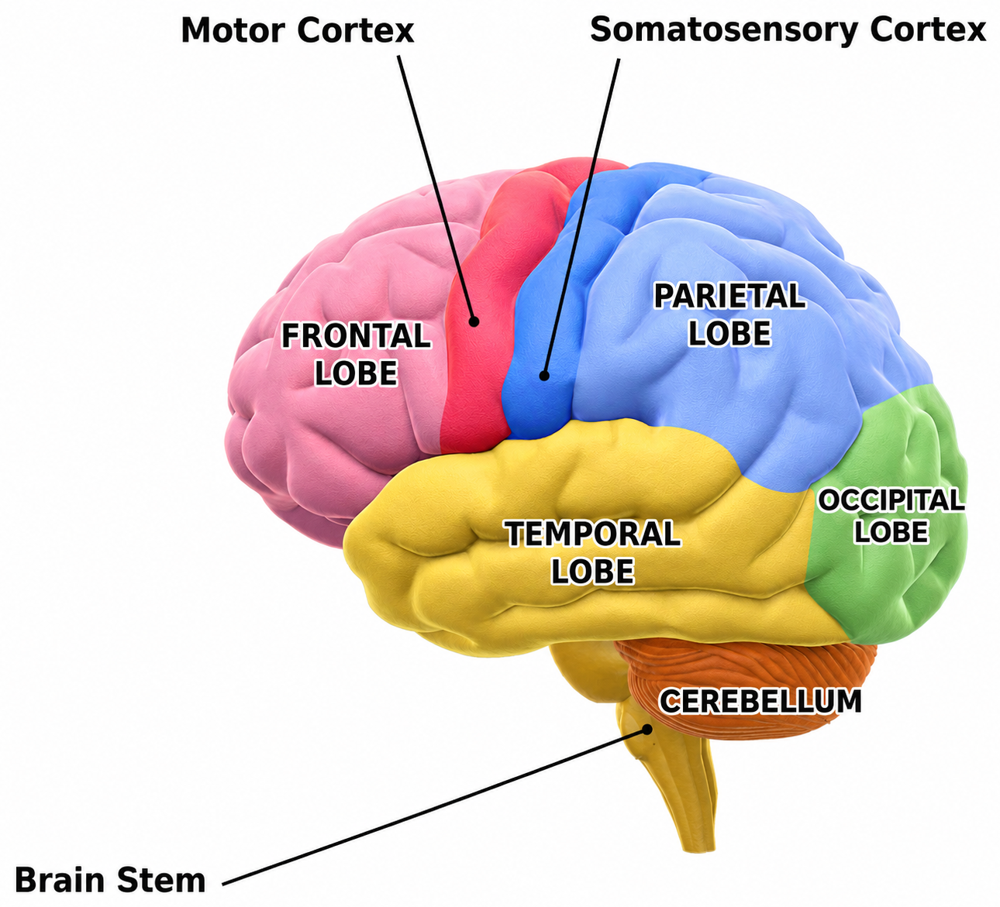 Motor Cortex
Somatosensory Cortex
PARIETAL
LOBE
FRONTAL
LOBE
OCCIPITAL
LOBE
TEMPORAL
LOBE
CEREBELLUM
Brain Stem